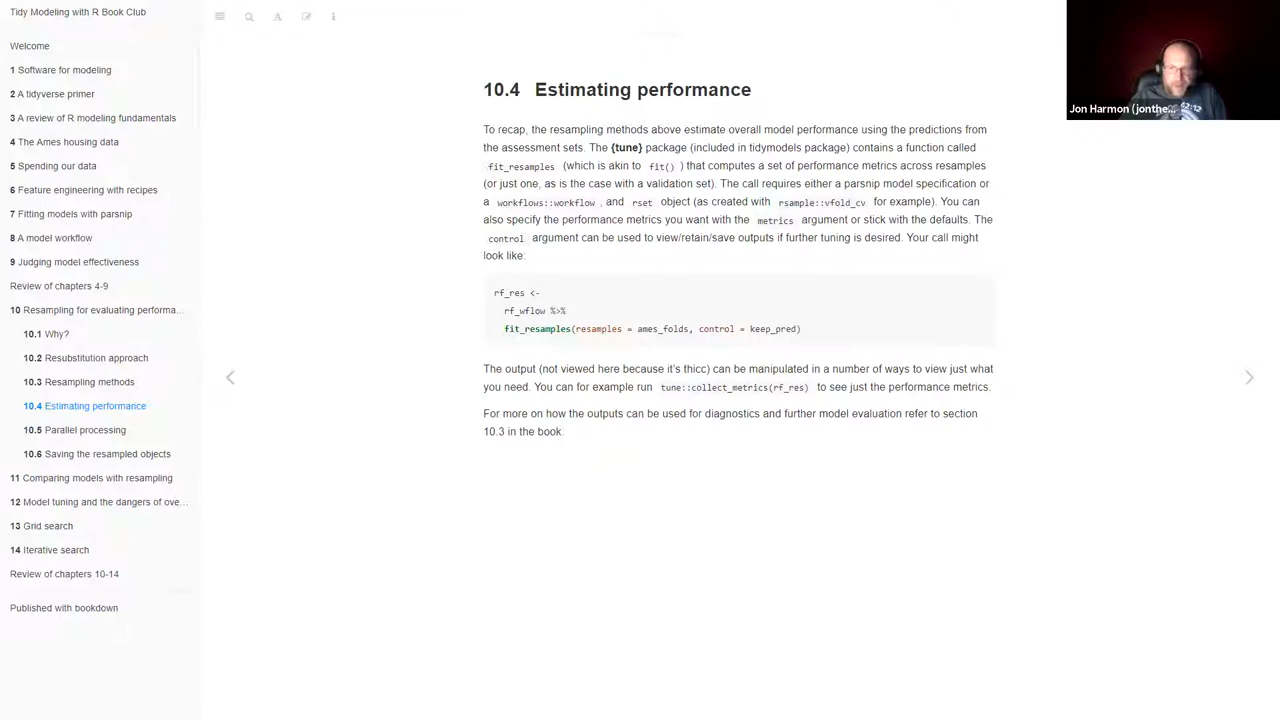 Tidy Modeling with R Book Club
Welcome
1 Software for modeling
2 A tidyverse primer
3 A review of R modeling fundamentals
4 The Ames housing data
5 Spending our data
6 Feature engineering with recipes
7 Fitting models with parsnip
8 A model workflow
9 Judging model effectiveness
Review of chapters 4-9
10 Resampling for evaluating performa…
10.1 Why?
10.2 Resubstitution approach
10.3 Resampling methods
10.4 Estimating performance
10.5 Parallel processing
10.6 Saving the resampled objects
11 Comparing models with resampling
12 Model tuning and the dangers of ove…
13 Grid search
14 Iterative search
Review of chapters 10-14
Published with bookdown
10.4 Estimating performance
To recap, the resampling methods above estimate overall model performance using the predictions from
the assessment sets. The {tune} package (included in tidymodels package) contains a function called
fit_resamples (which is akin to fit() ) that computes a set of performance metrics across resamples
(or just one, as is the case with a validation set). The call requires either a parsnip model specification or
a workflows::workflow , and rset object (as created with rsample::vfold_cv for example). You can
also specify the performance metrics you want with the metrics argument or stick with the defaults. The
control argument can be used to view/retain/save outputs if further tuning is desired. Your call might
look like:
rf_res <-
rf_wflow %>%
fit_resamples(resamples = ames_folds, control = keep_pred)
The output (not viewed here because it's thicc) can be manipulated in a number of ways to view just what
you need. You can for example run tune::collect_metrics(rf_res) to see just the performance metrics.
For more on how the outputs can be used for diagnostics and further model evaluation refer to section
10.3 in the book.
Jon Harmon (jonthe...